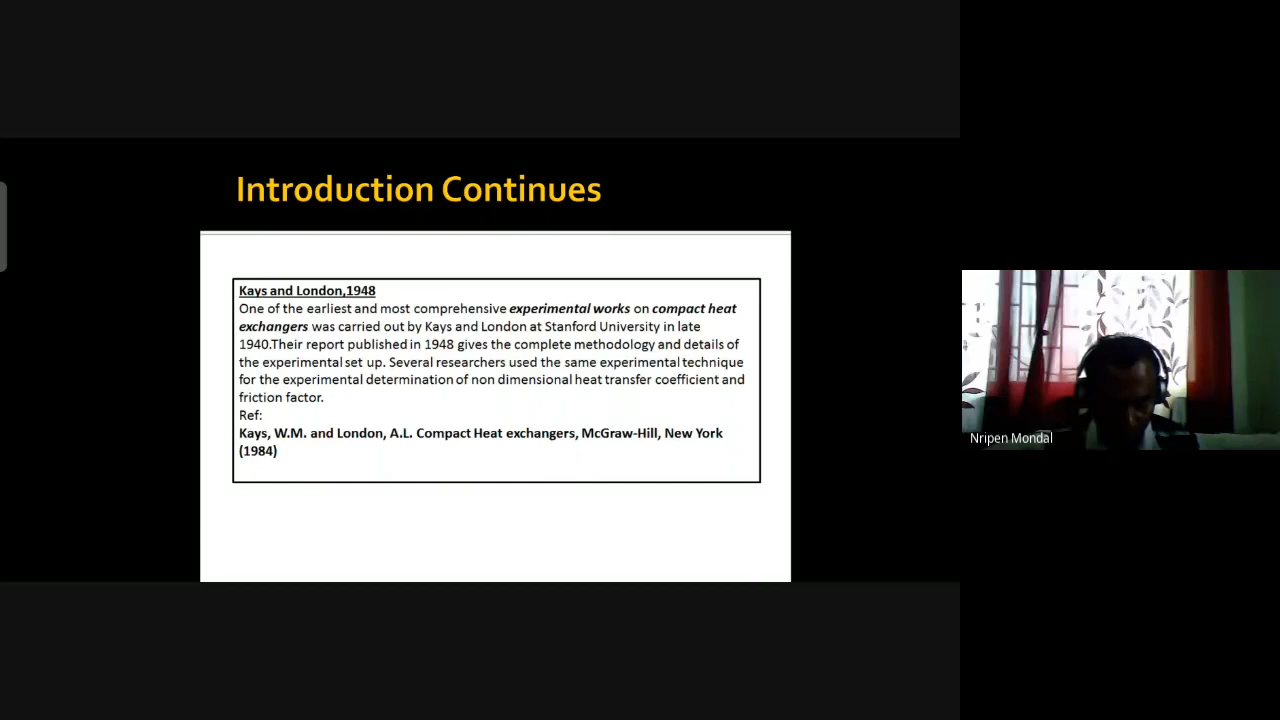 Introduction Continues
Kays and London,1948
One of the earliest and most comprehensive experimental works on compact heat
exchangers was carried out by Kays and London at Stanford University in late
1940.Their report published in 1948 gives the complete methodology and details of
the experimental set up. Several researchers used the same experimental technique
for the experimental determination of non dimensional heat transfer coefficient and
friction factor.
Ref:
Kays, W.M. and London, A.L. Compact Heat exchangers, McGraw-Hill, New York
(1984)
Nripen Mondal